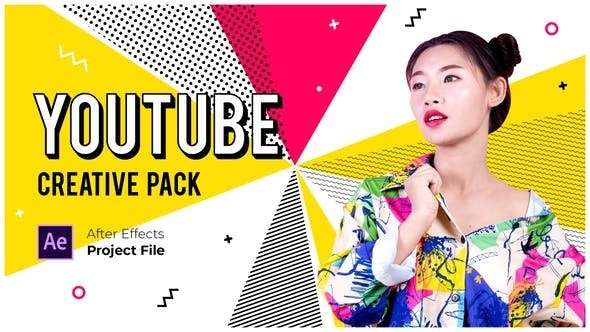 YOUTUBE
CREATIVE PACK
Ae
After Effects
Project File